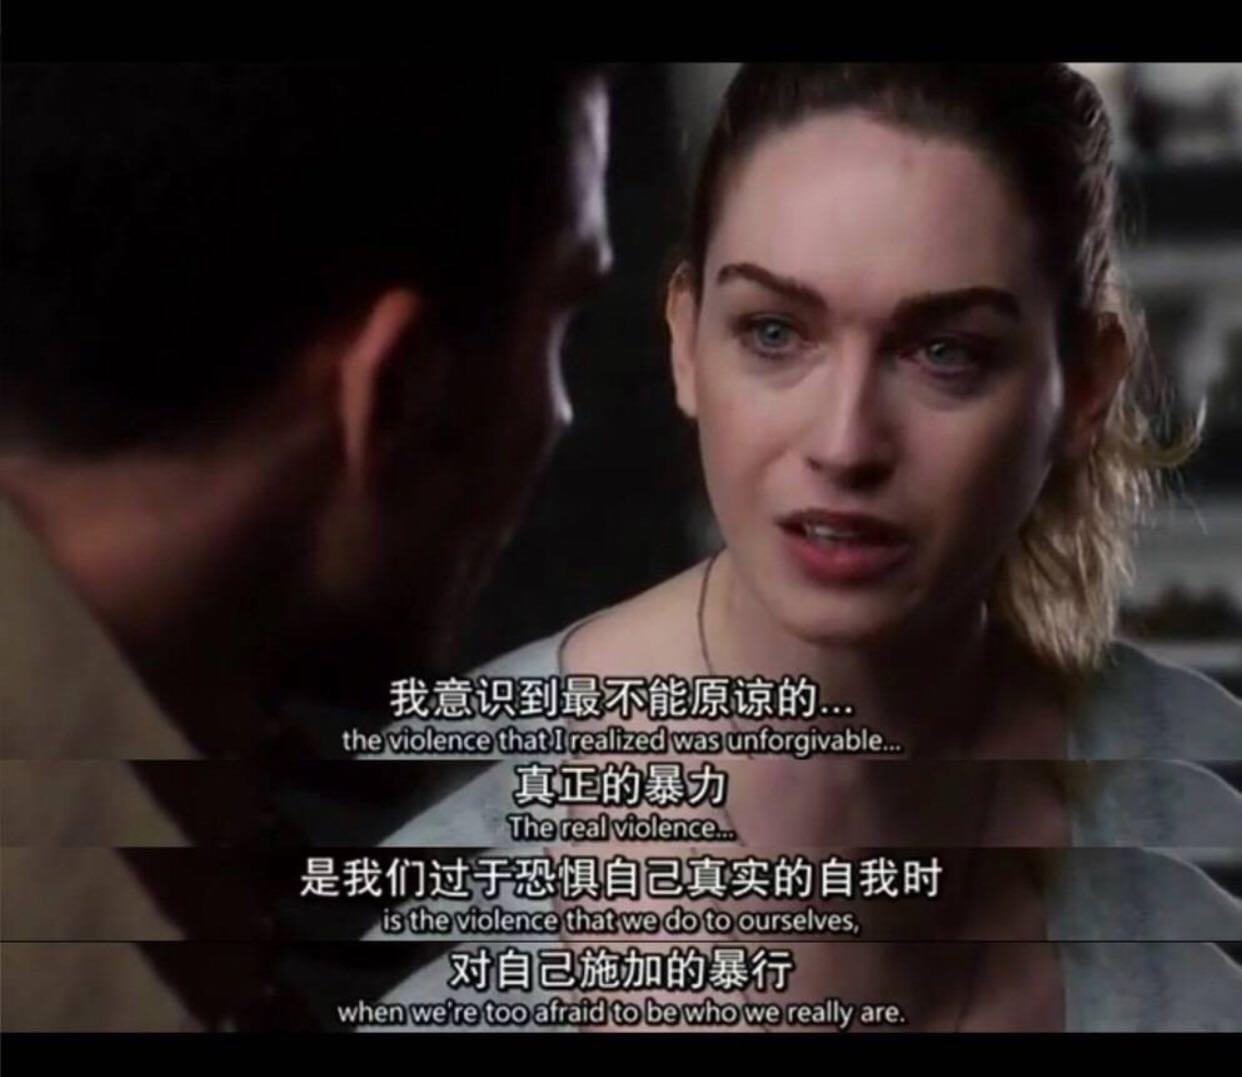 我意识到最不能原谅的...
the violence that I realized was unforgivable...
真正的暴力
The real violence...
是我们过于恐惧自己真实的自我时
is the violence that we do to ourselves,
对自己施加的暴行
when we're too afraid to be who we really are.